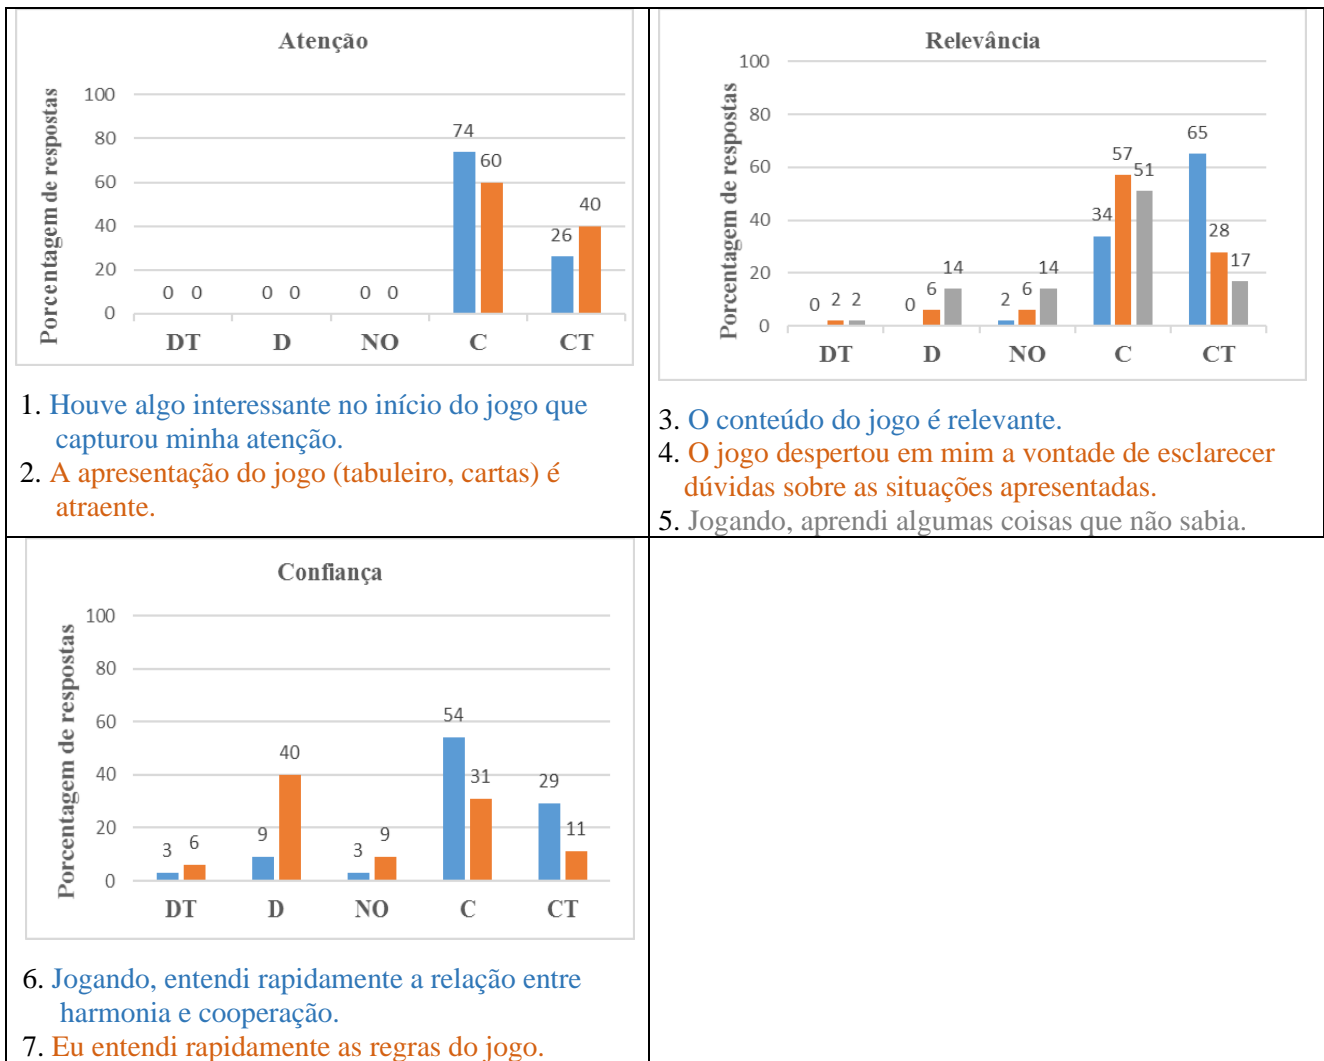 Atenção
Porcentagem de respostas
100
80
60
40
20
0
0 0 0 0 0 0 74 60 26 40
DT D NO C CT
1. Houve algo interessante no início do jogo que
capturou minha atenção.
2. A apresentação do jogo (tabuleiro, cartas) é
atraente.
Relevância
Porcentagem de respostas
100
80
60
40
20
0
0 2 2 0 6 14 2 6 14 34 57 51 65 28 17
DT D NO C CT
3. O conteúdo do jogo é relevante.
4. O jogo despertou em mim a vontade de esclarecer
dúvidas sobre as situações apresentadas.
5. Jogando, aprendi algumas coisas que não sabia.
Confiança
Porcentagem de respostas
100
80
60
40
20
0
3 6 9 40 3 9 54 31 29 11
DT D NO C CT
6. Jogando, entendi rapidamente a relação entre
harmonia e cooperação.
7. Eu entendi rapidamente as regras do jogo.